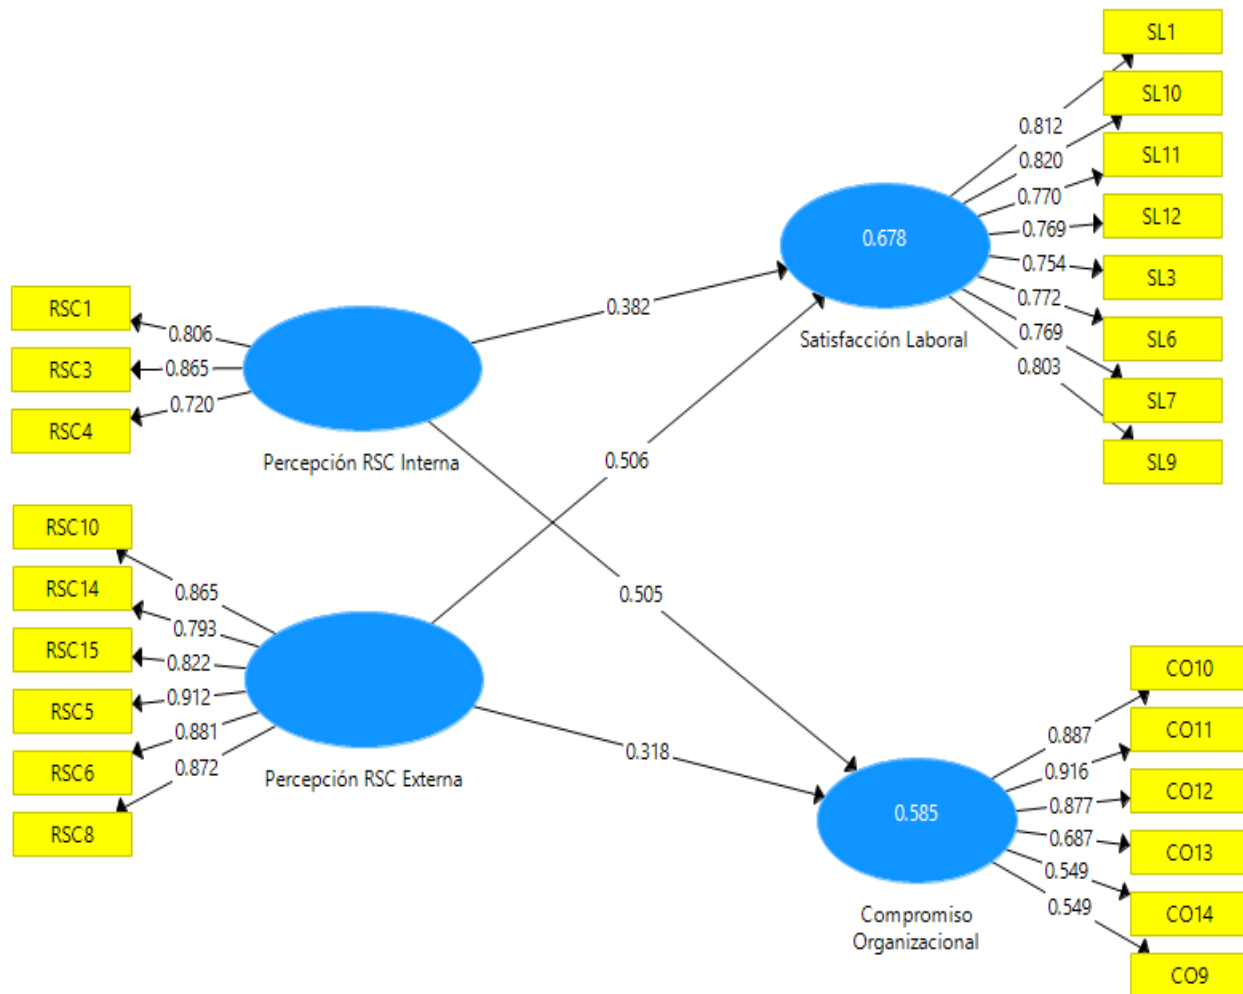 SL1
SL10
SL11
SL12
SL3
SL6
SL7
SL9
0.812
0.820
0.770
0.769
0.754
0.772
0.769
0.803
0.678
Satisfacción Laboral
0.382
0.506
0.505
0.318
RSC1
RSC3
RSC4
0.806
0.865
0.720
Percepción RSC Interna
RSC10
RSC14
RSC15
RSC5
RSC6
RSC8
0.865
0.793
0.822
0.912
0.881
0.872
Percepción RSC Externa
0.585
Compromiso
Organizacional
0.887
0.916
0.877
0.687
0.549
0.549
CO10
CO11
CO12
CO13
CO14
CO9